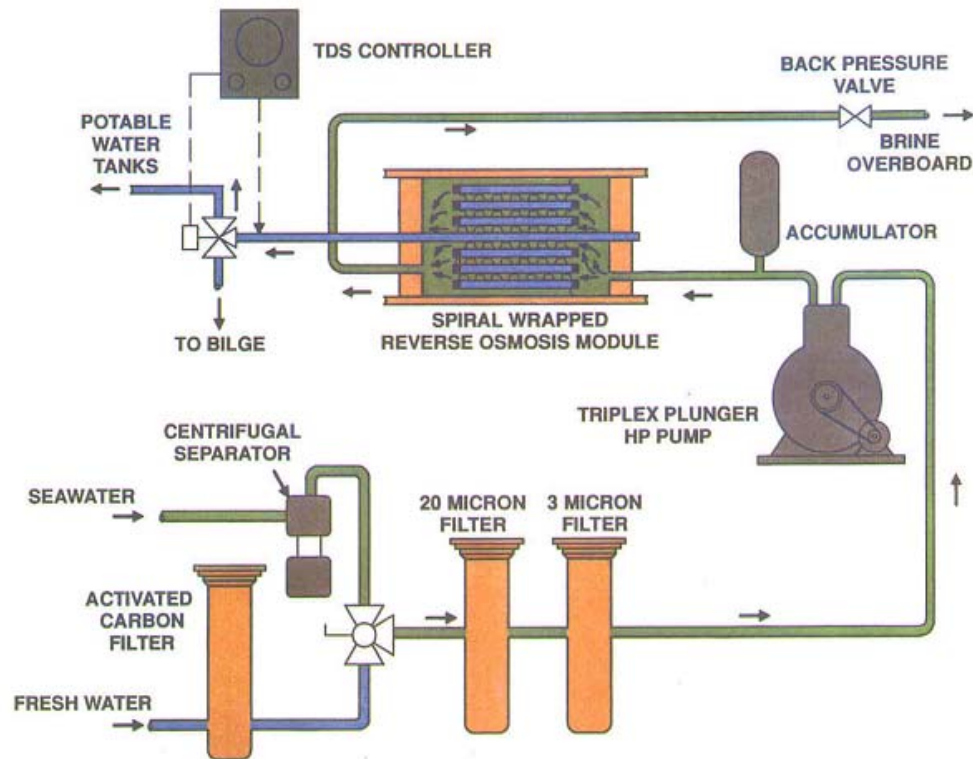 TDS CONTROLLER
BACK PRESSURE
VALVE
POTABLE
WATER
TANKS
BRINE
OVERBOARD
ACCUMULATOR
SPIRAL WRAPPED
REVERSE OSMOSIS MODULE
TO BILGE
TRIPLEX PLUNGER
HP PUMP
CENTRIFUGAL
SEPARATOR
SEAWATER
20 MICRON
FILTER
3 MICRON
FILTER
ACTIVATED
CARBON
FILTER
FRESH WATER